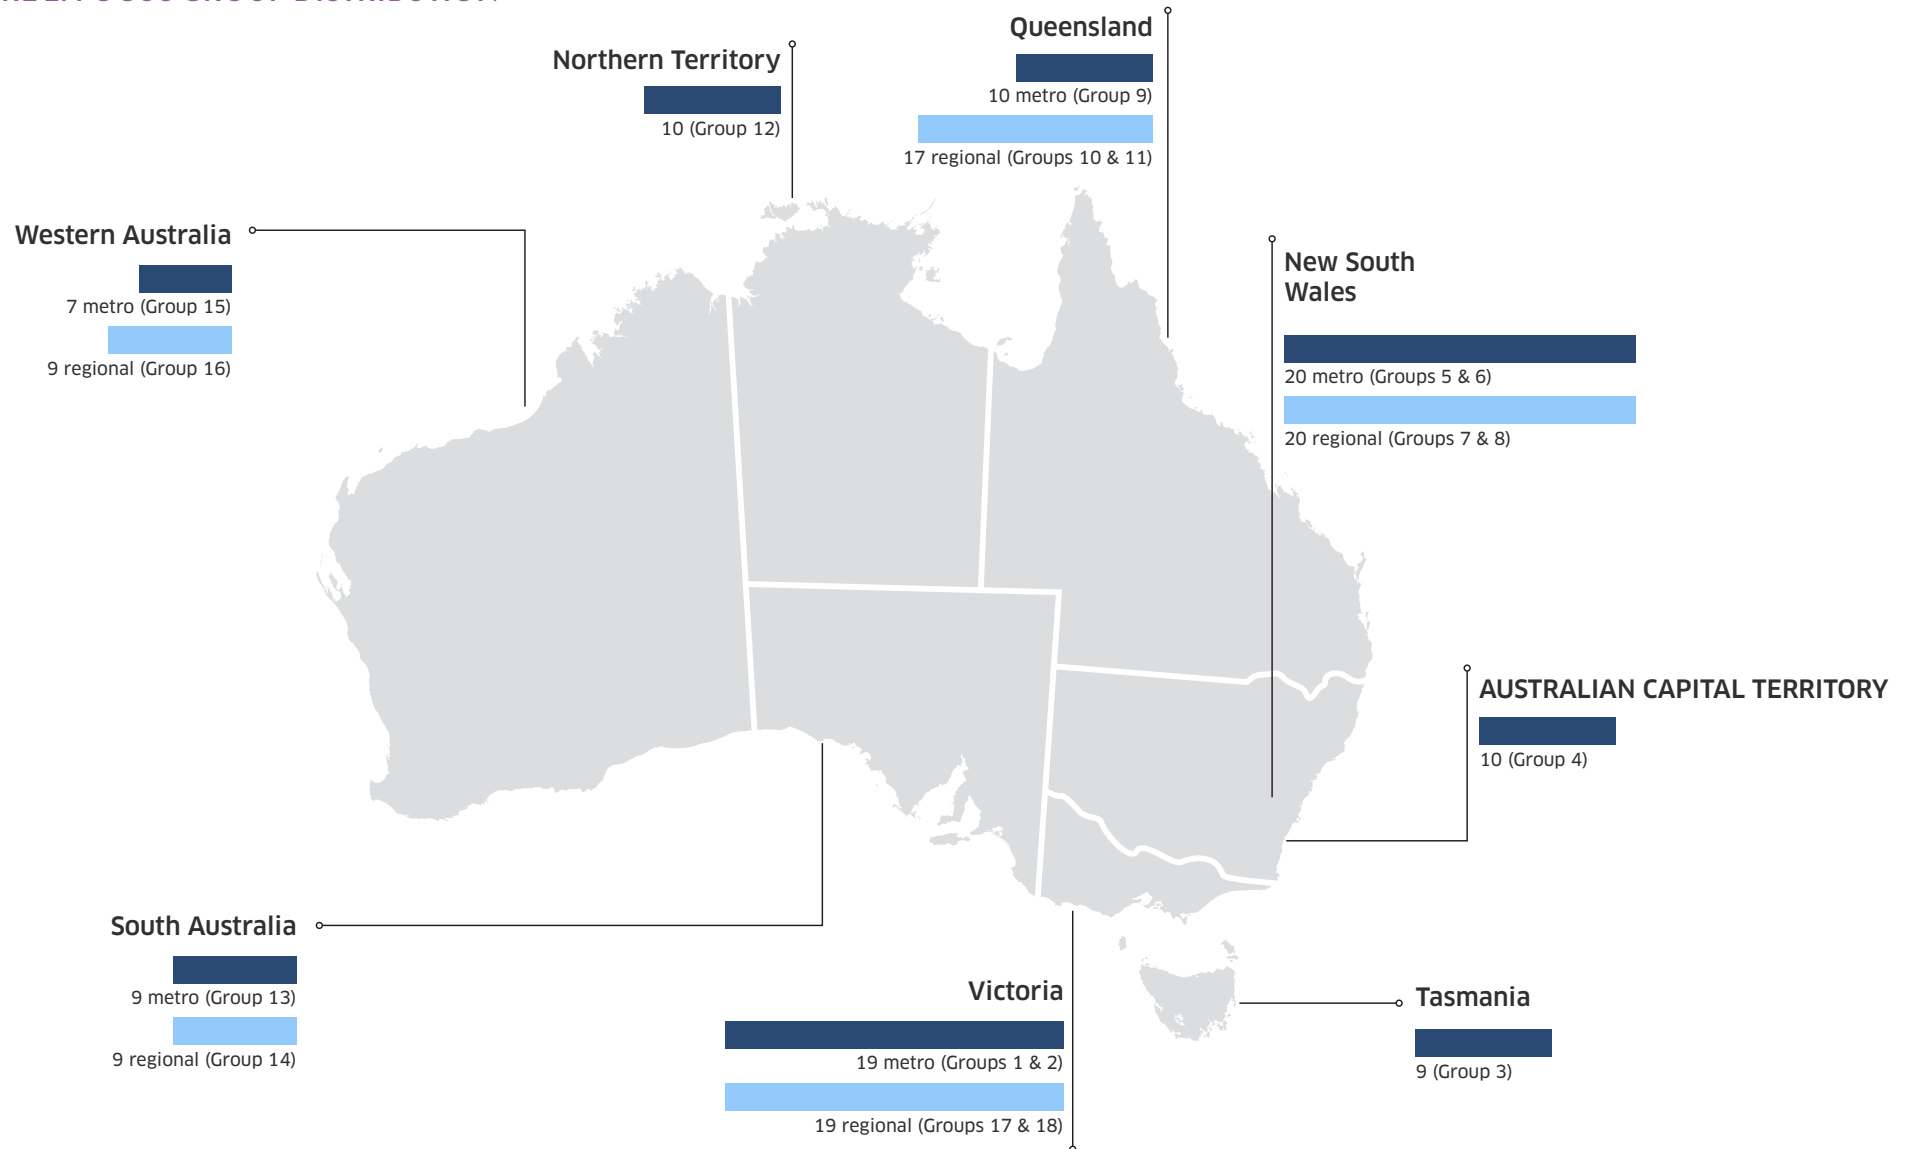 Queensland
10 metro (Group 9)
17 regional (Groups 10 & 11)
Northern Territory
10 (Group 12)
Western Australia
7 metro (Group 15)
9 regional (Group 16)
New South
Wales
20 metro (Groups 5 & 6)
20 regional (Groups 7 & 8)
AUSTRALIAN CAPITAL TERRITORY
10 (Group 4)
South Australia
9 metro (Group 13)
9 regional (Group 14)
Victoria
19 metro (Groups 1 & 2)
19 regional (Groups 17 & 18)
Tasmania
9 (Group 3)